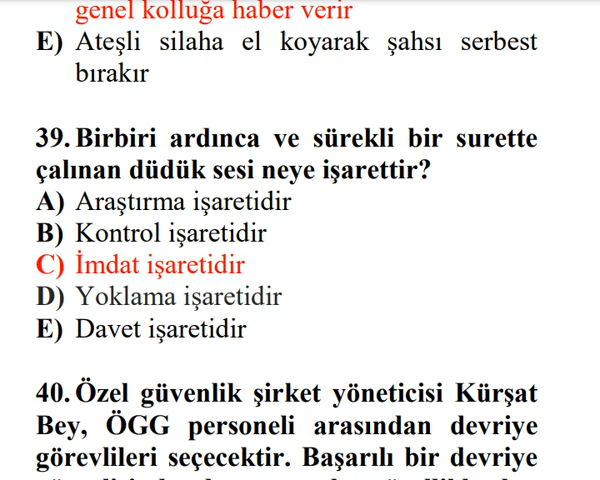 genel kolluğa haber verir
E) Ateşli silaha el koyarak şahsı serbest
bırakır
39. Birbiri ardınca ve sürekli bir surette
çalınan düdük sesi neye işarettir?
A) Araştırma işaretidir
B) Kontrol işaretidir
C) İmdat işaretidir
D) Yoklama işaretidir
E) Davet işaretidir
40. Özel güvenlik şirket yöneticisi Kürşat
Bey, ÖGG personeli arasından devriye
görevlileri seçecektir. Başarılı bir devriye